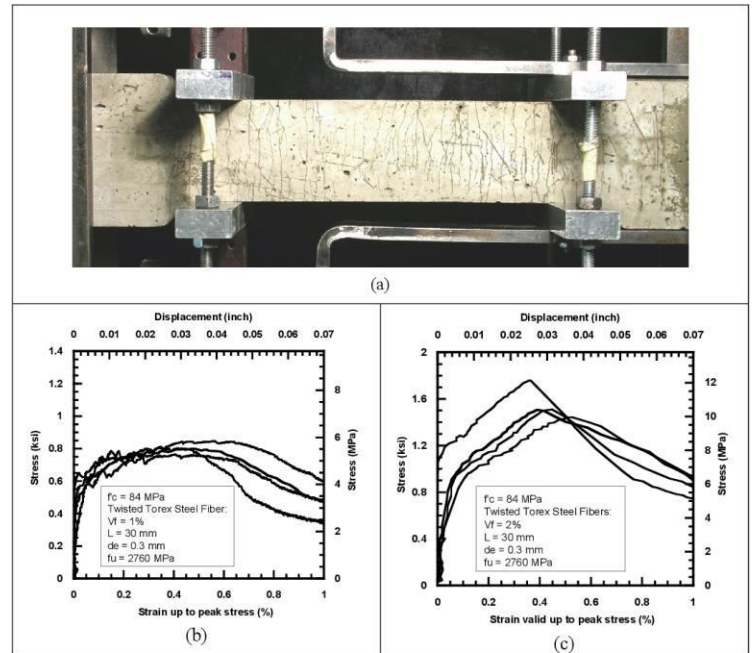 (a)
Displacement (inch)
0 0.01 0.02 0.03 0.04 0.05 0.06 0.07
1.4
1.2
1
0.8
0.6
0.4
0.2
0
Stress (ksi)
8
6
4
2
0
Stress (MPa)
f'c = 84 MPa
Twisted Torex Steel Fiber:
Vf = 1%
L = 30 mm
de = 0.3 mm
fu = 2760 MPa
0 0.2 0.4 0.6 0.8 1
Strain up to peak stress (%)
(b)
Displacement (inch)
0 0.01 0.02 0.03 0.04 0.05 0.06 0.07
2
1.6
1.2
0.8
0.4
0
Stress (ksi)
12
10
8
6
4
2
0
Stress (MPa)
f'c = 84 MPa
Twisted Torex Steel Fibers:
Vf = 2%
L = 30 mm
de = 0.3 mm
fu = 2760 MPa
0 0.2 0.4 0.6 0.8 1
Strain valid up to peak stress (%)
(c)